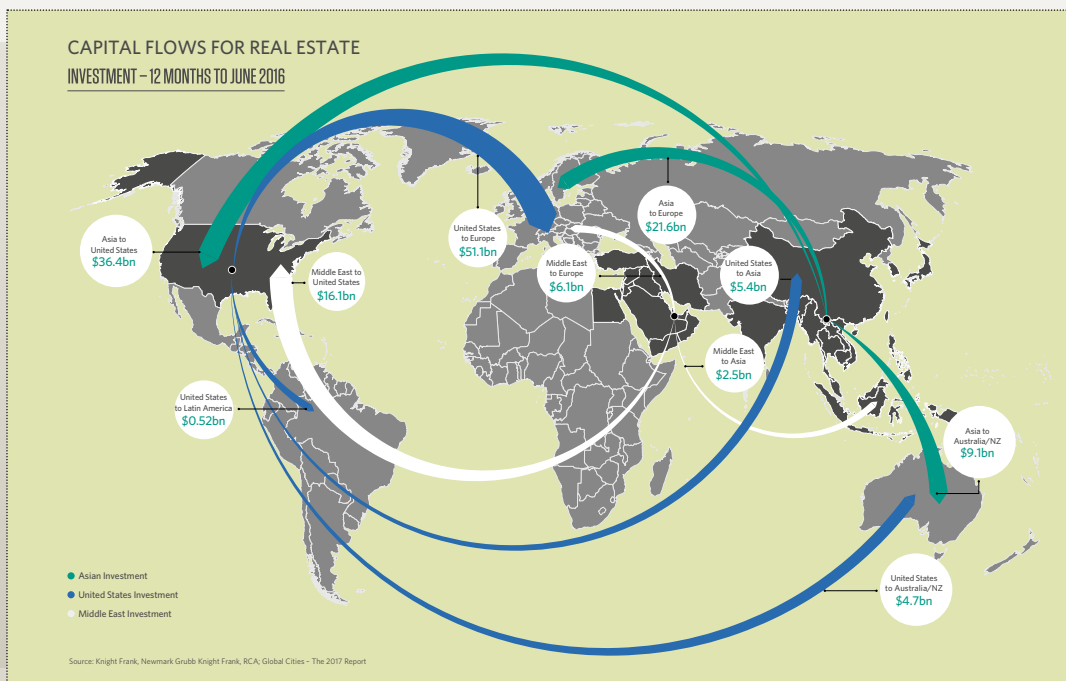 CAPITAL FLOWS FOR REAL ESTATE
INVESTMENT – 12 MONTHS TO JUNE 2016
Asia to
United States
$36.4bn
Middle East to
United States
$16.1bn
United States
to Europe
$51.1bn
Asia
to Europe
$21.6bn
Middle East
to Europe
$6.1bn
United States
to Asia
$5.4bn
Middle East
to Asia
$2.5bn
United States
to Latin America
$0.52bn
Asia to
Australia/NZ
$9.1bn
United States
to Australia/NZ
$4.7bn
Asian Investment
United States Investment
Middle East Investment
Source: Knight Frank, Newmark Grubb Knight Frank, RCA; Global Cities – The 2017 Report